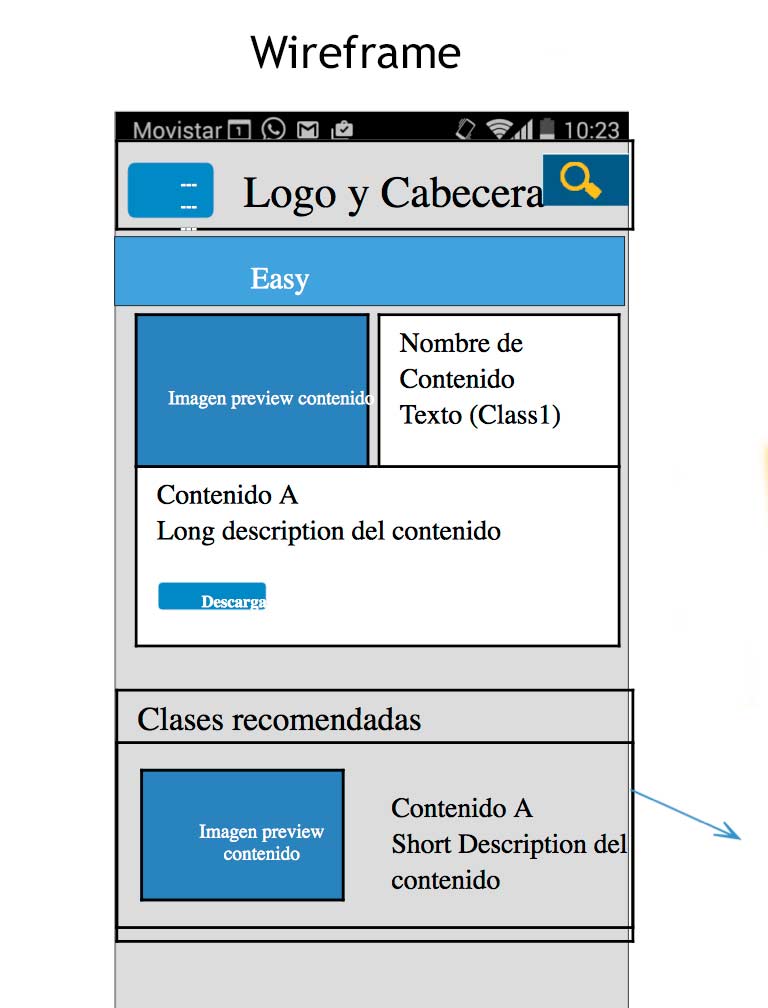 Wireframe
Movistar 1 10:23
Logo y Cabecera
Easy
Imagen preview contenido
Nombre de
Contenido
Texto (Class1)
Contenido A
Long description del contenido
Descarga
Clases recomendadas
Imagen preview
contenido
Contenido A
Short Description del
contenido